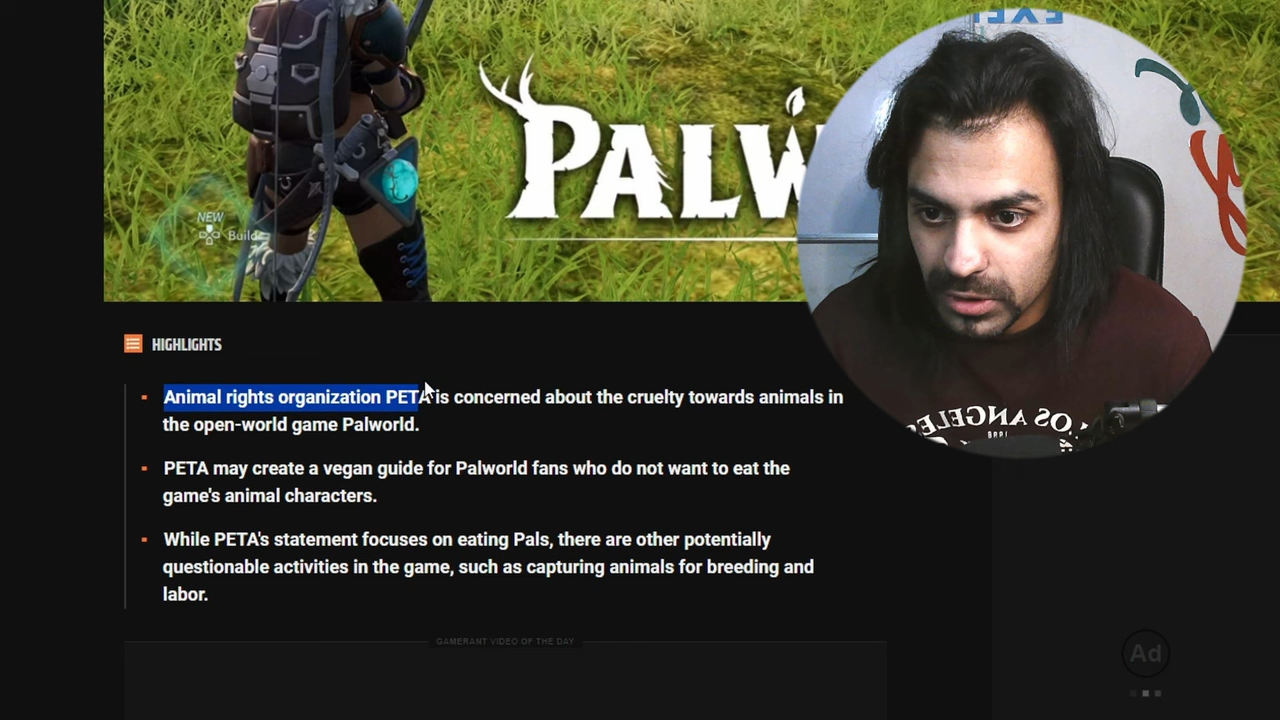 PALW
NEW
Build
HIGHLIGHTS
Animal rights organization PETA is concerned about the cruelty towards animals in
the open-world game Palworld.
PETA may create a vegan guide for Palworld fans who do not want to eat the
game's animal characters.
While PETA's statement focuses on eating Pals, there are other potentially
questionable activities in the game, such as capturing animals for breeding and
labor.
GAMERANT VIDEO OF THE DAY
Ad
LOS ANGELES